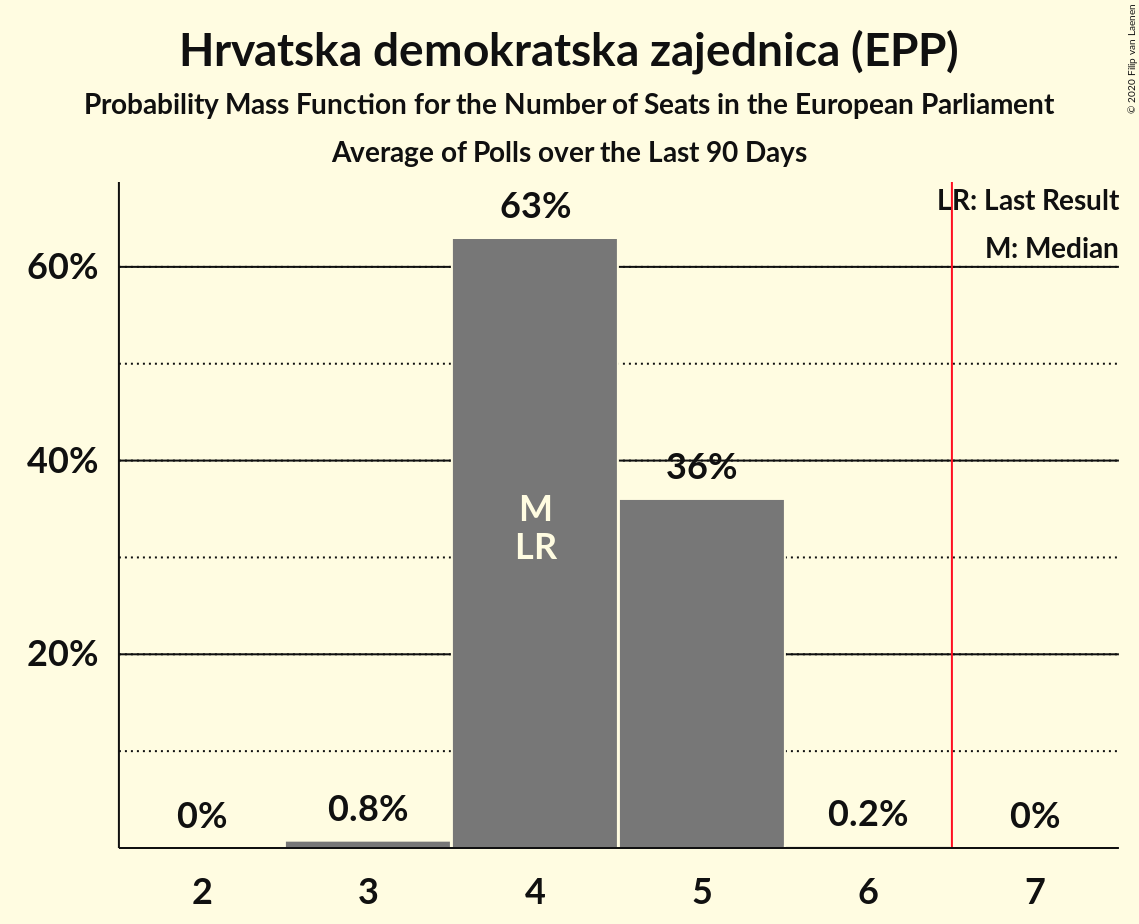 Hrvatska demokratska zajednica (EPP)
Probability Mass Function for the Number of Seats in the European Parliament
Average of Polls over the Last 90 Days
© 2020 Filip van Laenen
LR: Last Result
M: Median
63%
60%
40%
36%
M
LR
20%
0%
0.8%
0.2%
0%
2
3
4
5
6
7